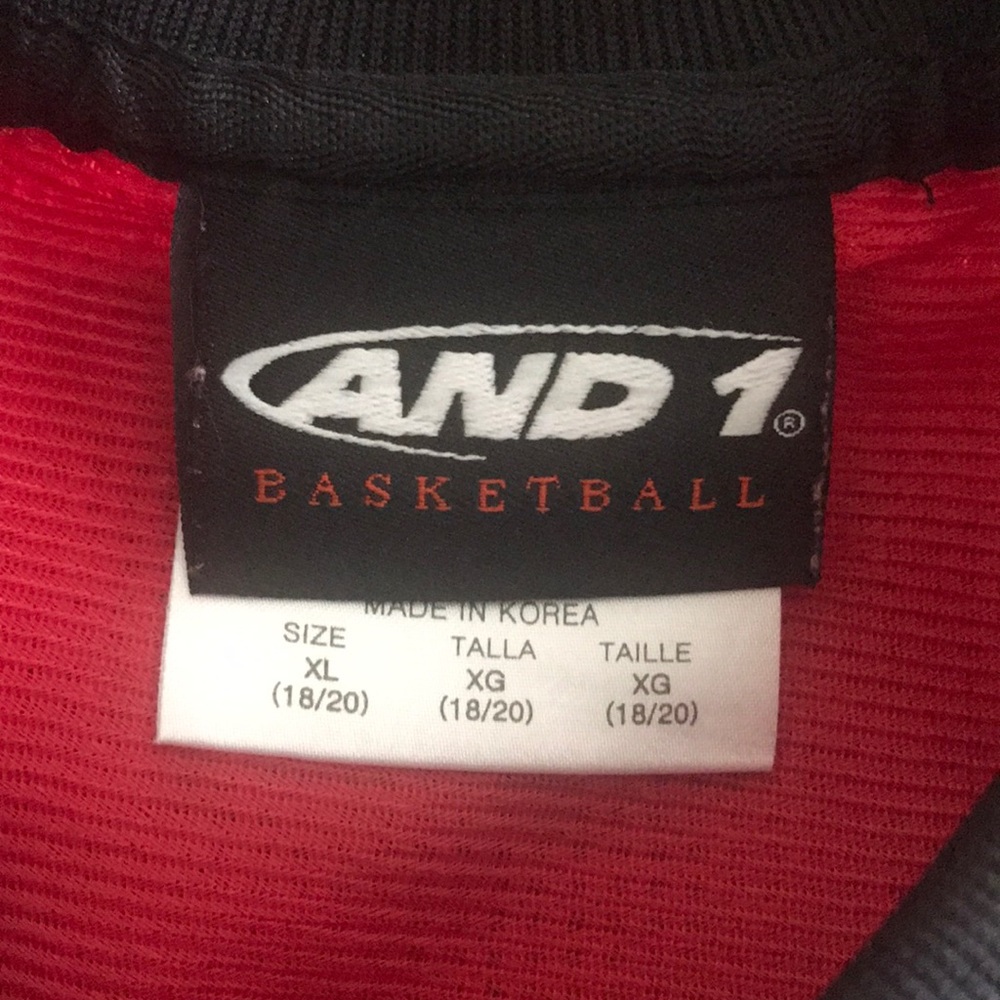 AND 1®
BASKETBALL
MADE IN KOREA
SIZE TALLA TAILLE
XL XG XG
(18/20) (18/20) (18/20)